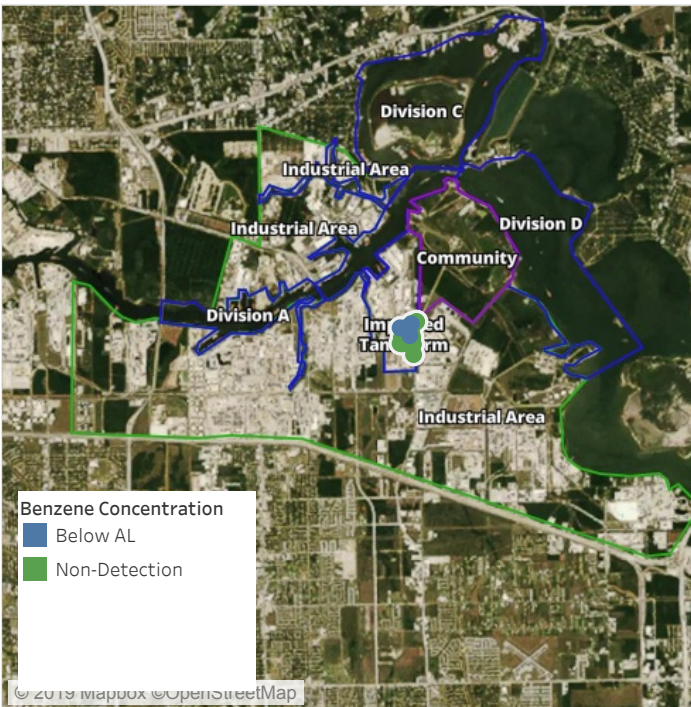 Division C
Industrial Area
Industrial Area
Division D
Community
Division A
Industrial Area
Benzene Concentration
Below AL
Non-Detection
© 2019 Mapbox ©OpenStreetMap